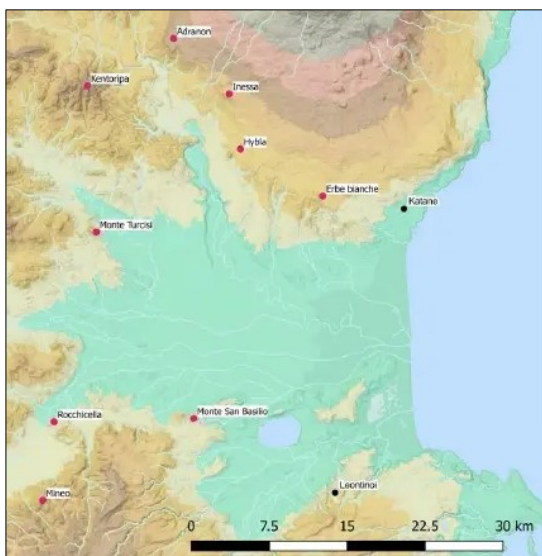 Adranon
Kentoripa
Inessa
Hybla
Erbe bianche
Katane
Monte Turcisi
Rocchicella
Monte San Basilio
Mineo
Leontinoi
0 7.5 15 22.5 30 km